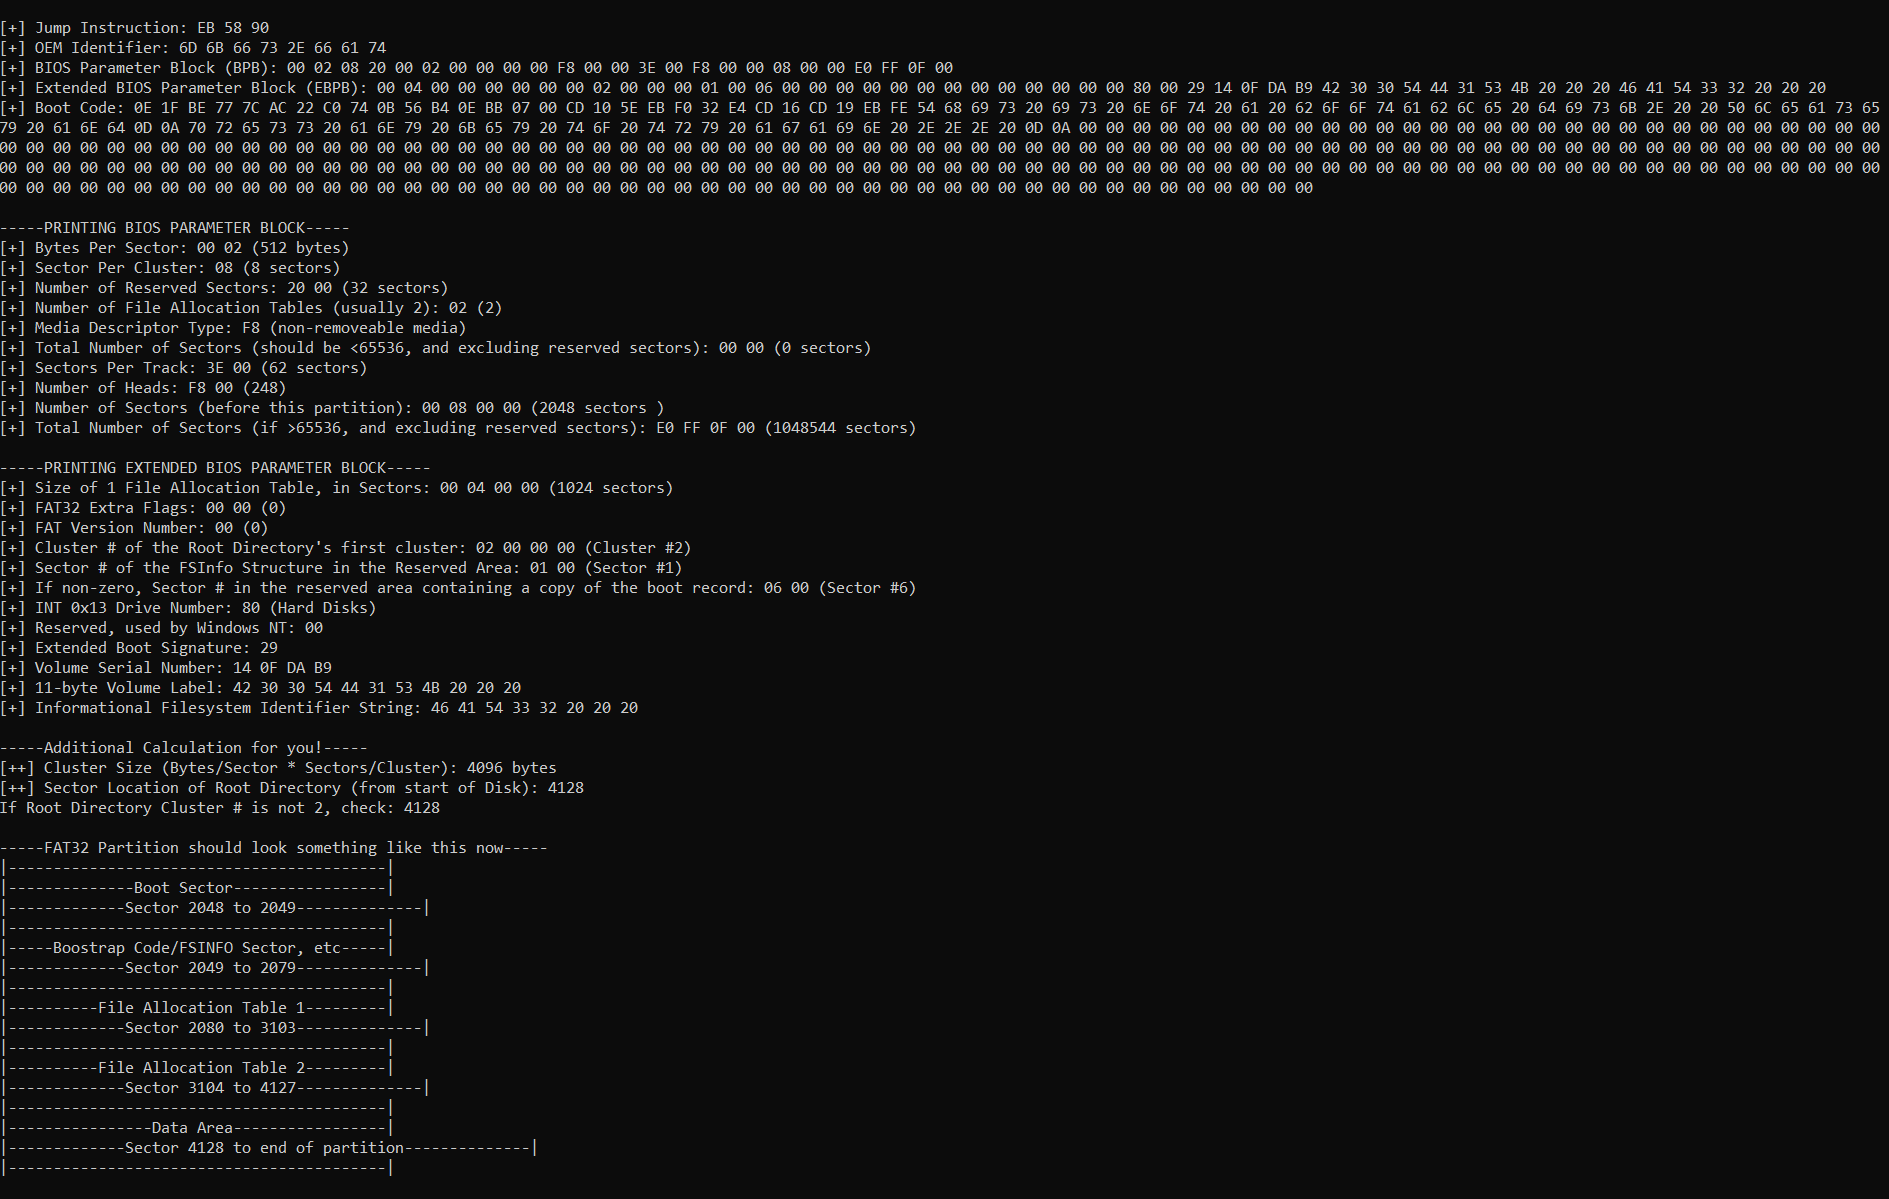 [+] Jump Instruction: EB 58 90
[+] OEM Identifier: 6D 6B 66 73 2E 66 61 74
[+] BIOS Parameter Block (BPB): 00 02 08 20 00 02 00 00 00 00 F8 00 00 3E 00 F8 00 00 08 00 00 E0 FF 0F 00
[+] Extended BIOS Parameter Block (EBPB): 00 04 00 00 00 00 00 00 02 00 00 00 01 00 06 00 00 00 00 00 00 00 00 00 00 00 00 00 80 00 29 14 0F DA B9 42 30 30 54 44 31 53 4B 20 20 20 46 41 54 33 32 20 20 20
[+] Boot Code: 0E 1F BE 77 7C AC 22 C0 74 0B 56 B4 0E BB 07 00 CD 10 5E EB F0 32 E4 CD 16 CD 19 EB FE 54 68 69 73 20 69 73 20 6E 6F 74 20 61 20 62 6F 6F 74 61 62 6C 65 20 64 69 73 6B 2E 20 20 50 6C 65 61 73 65
79 20 61 6E 64 0D 0A 70 72 65 73 73 20 61 6E 79 20 6B 65 79 20 74 6F 20 74 72 79 20 61 67 61 69 6E 20 2E 2E 2E 20 0D 0A 00 00 00 00 00 00 00 00 00 00 00 00 00 00 00 00 00 00 00 00 00 00 00 00 00 00 00 00 00 00
00 00 00 00 00 00 00 00 00 00 00 00 00 00 00 00 00 00 00 00 00 00 00 00 00 00 00 00 00 00 00 00 00 00 00 00 00 00 00 00 00 00 00 00 00 00 00 00 00 00 00 00 00 00 00 00 00 00 00 00 00 00 00 00 00 00 00 00 00 00
00 00 00 00 00 00 00 00 00 00 00 00 00 00 00 00 00 00 00 00 00 00 00 00 00 00 00 00 00 00 00 00 00 00 00 00 00 00 00 00 00 00 00 00 00 00 00 00 00 00 00 00 00 00 00 00 00 00 00 00 00 00 00 00 00 00 00 00 00 00
00 00 00 00 00 00 00 00 00 00 00 00 00 00 00 00 00 00 00 00 00 00 00 00 00 00 00 00 00 00 00 00 00 00 00 00 00 00 00 00 00 00 00 00 00 00 00 00 00
-----PRINTING BIOS PARAMETER BLOCK-----
[+] Bytes Per Sector: 00 02 (512 bytes)
[+] Sector Per Cluster: 08 (8 sectors)
[+] Number of Reserved Sectors: 20 00 (32 sectors)
[+] Number of File Allocation Tables (usually 2): 02 (2)
[+] Media Descriptor Type: F8 (non-removeable media)
[+] Total Number of Sectors (should be <65536, and excluding reserved sectors): 00 00 (0 sectors)
[+] Sectors Per Track: 3E 00 (62 sectors)
[+] Number of Heads: F8 00 (248)
[+] Number of Sectors (before this partition): 00 08 00 00 (2048 sectors )
[+] Total Number of Sectors (if >65536, and excluding reserved sectors): E0 FF 0F 00 (1048544 sectors)
-----PRINTING EXTENDED BIOS PARAMETER BLOCK-----
[+] Size of 1 File Allocation Table, in Sectors: 00 04 00 00 (1024 sectors)
[+] FAT32 Extra Flags: 00 00 (0)
[+] FAT Version Number: 00 (0)
[+] Cluster # of the Root Directory's first cluster: 02 00 00 00 (Cluster #2)
[+] Sector # of the FSInfo Structure in the Reserved Area: 01 00 (Sector #1)
[+] If non-zero, Sector # in the reserved area containing a copy of the boot record: 06 00 (Sector #6)
[+] INT 0x13 Drive Number: 80 (Hard Disks)
[+] Reserved, used by Windows NT: 00
[+] Extended Boot Signature: 29
[+] Volume Serial Number: 14 0F DA B9
[+] 11-byte Volume Label: 42 30 30 54 44 31 53 4B 20 20 20
[+] Informational Filesystem Identifier String: 46 41 54 33 32 20 20 20
-----Additional Calculation for you!-----
[++] Cluster Size (Bytes/Sector * Sectors/Cluster): 4096 bytes
[++] Sector Location of Root Directory (from start of Disk): 4128
If Root Directory Cluster # is not 2, check: 4128
-----FAT32 Partition should look something like this now-----
|------------------------------------------|
|--------------Boot Sector-----------------|
|-------------Sector 2048 to 2049--------------|
|------------------------------------------|
|-----Boostrap Code/FSINFO Sector, etc-----|
|-------------Sector 2049 to 2079--------------|
|------------------------------------------|
|----------File Allocation Table 1---------|
|-------------Sector 2080 to 3103--------------|
|------------------------------------------|
|----------File Allocation Table 2---------|
|-------------Sector 3104 to 4127--------------|
|------------------------------------------|
|----------------Data Area-----------------|
|-------------Sector 4128 to end of partition--------------|
|------------------------------------------|